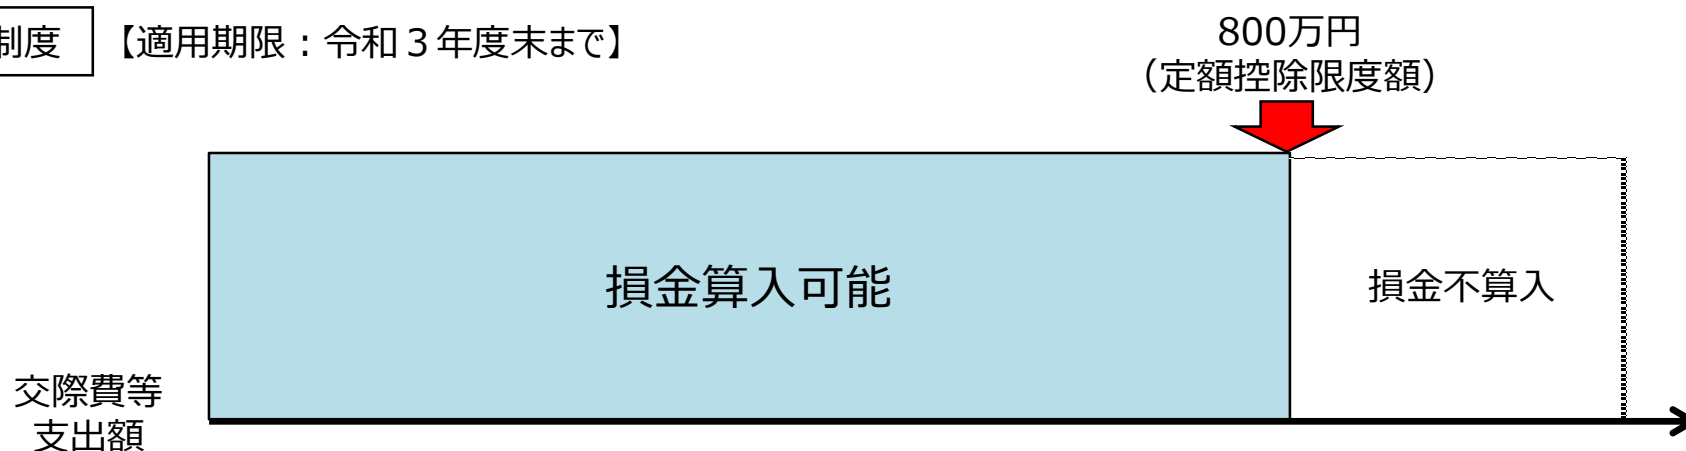 制度 【適用期限：令和３年度末まで】
800万円
（定額控除限度額）
損金算入可能
損金不算入
交際費等
支出額